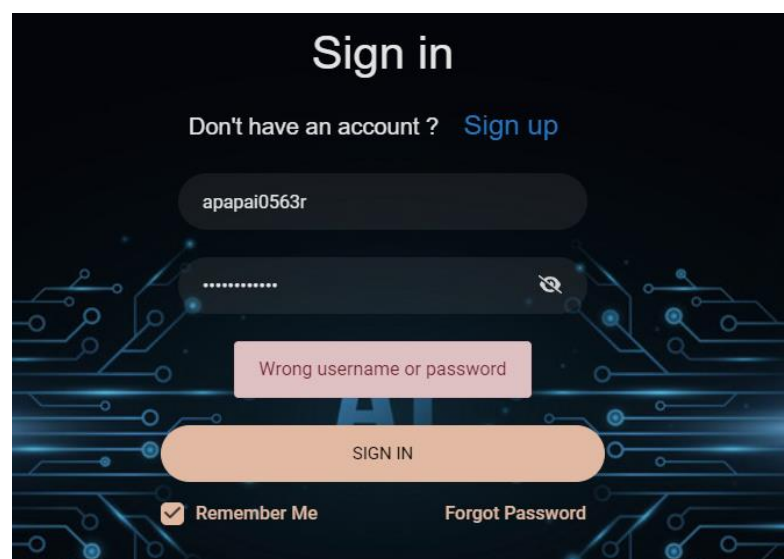 Sign in
Don't have an account ? Sign up
apapai0563r
••••••••••••
Wrong username or password
AI
SIGN IN
Remember Me Forgot Password